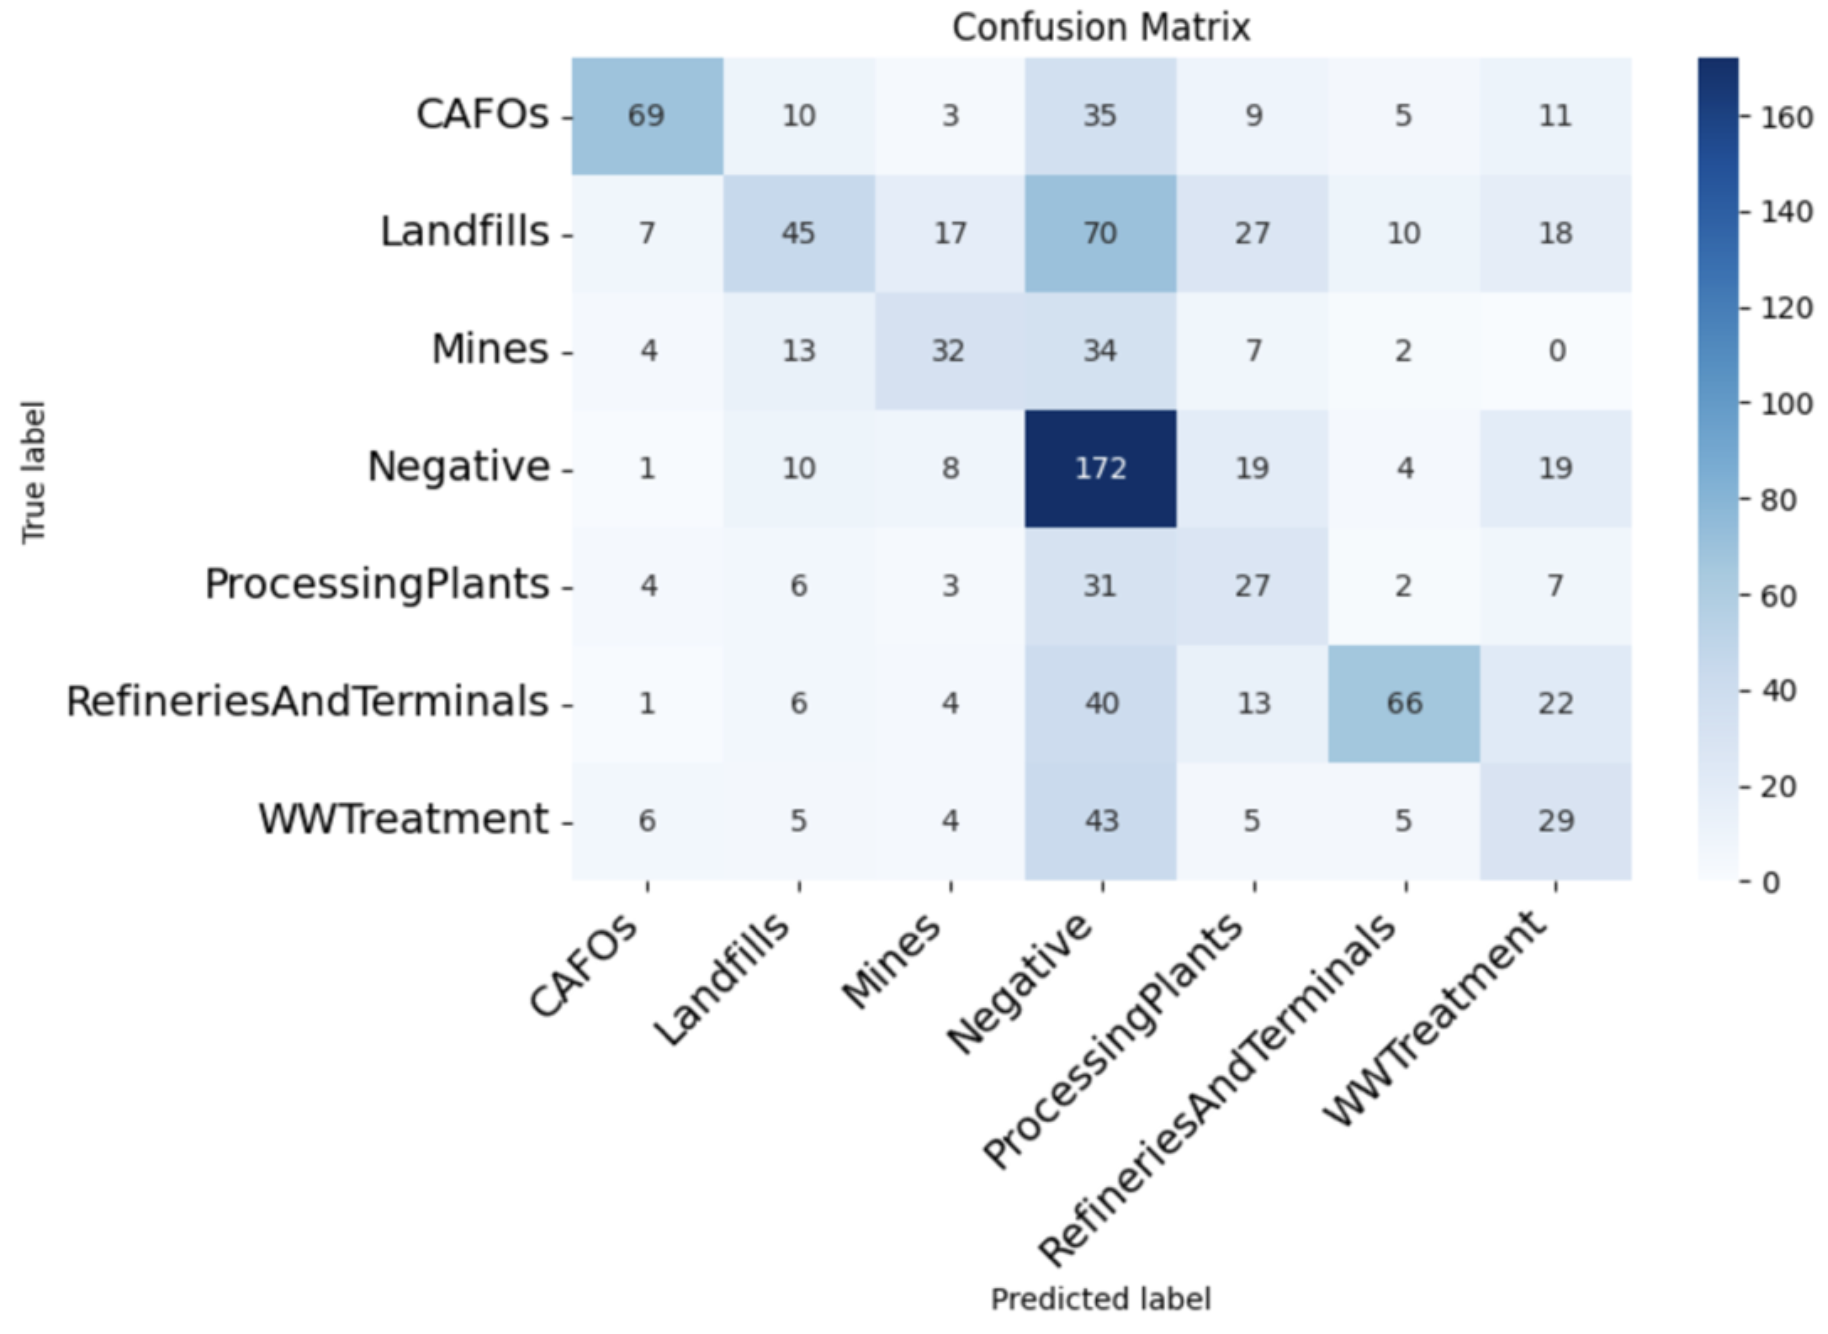 Confusion Matrix
CAFOs 69 10 3 35 9 5 11
Landfills 7 45 17 70 27 10 18
Mines 4 13 32 34 7 2 0
Negative 1 10 8 172 19 4 19
ProcessingPlants 4 6 3 31 27 2 7
RefineriesAndTerminals 1 6 4 40 13 66 22
WWTreatment 6 5 4 43 5 5 29
True label
CAFOs Landfills Mines Negative ProcessingPlants RefineriesAndTerminals WWTreatment
Predicted label
160
140
120
100
80
60
40
20
0